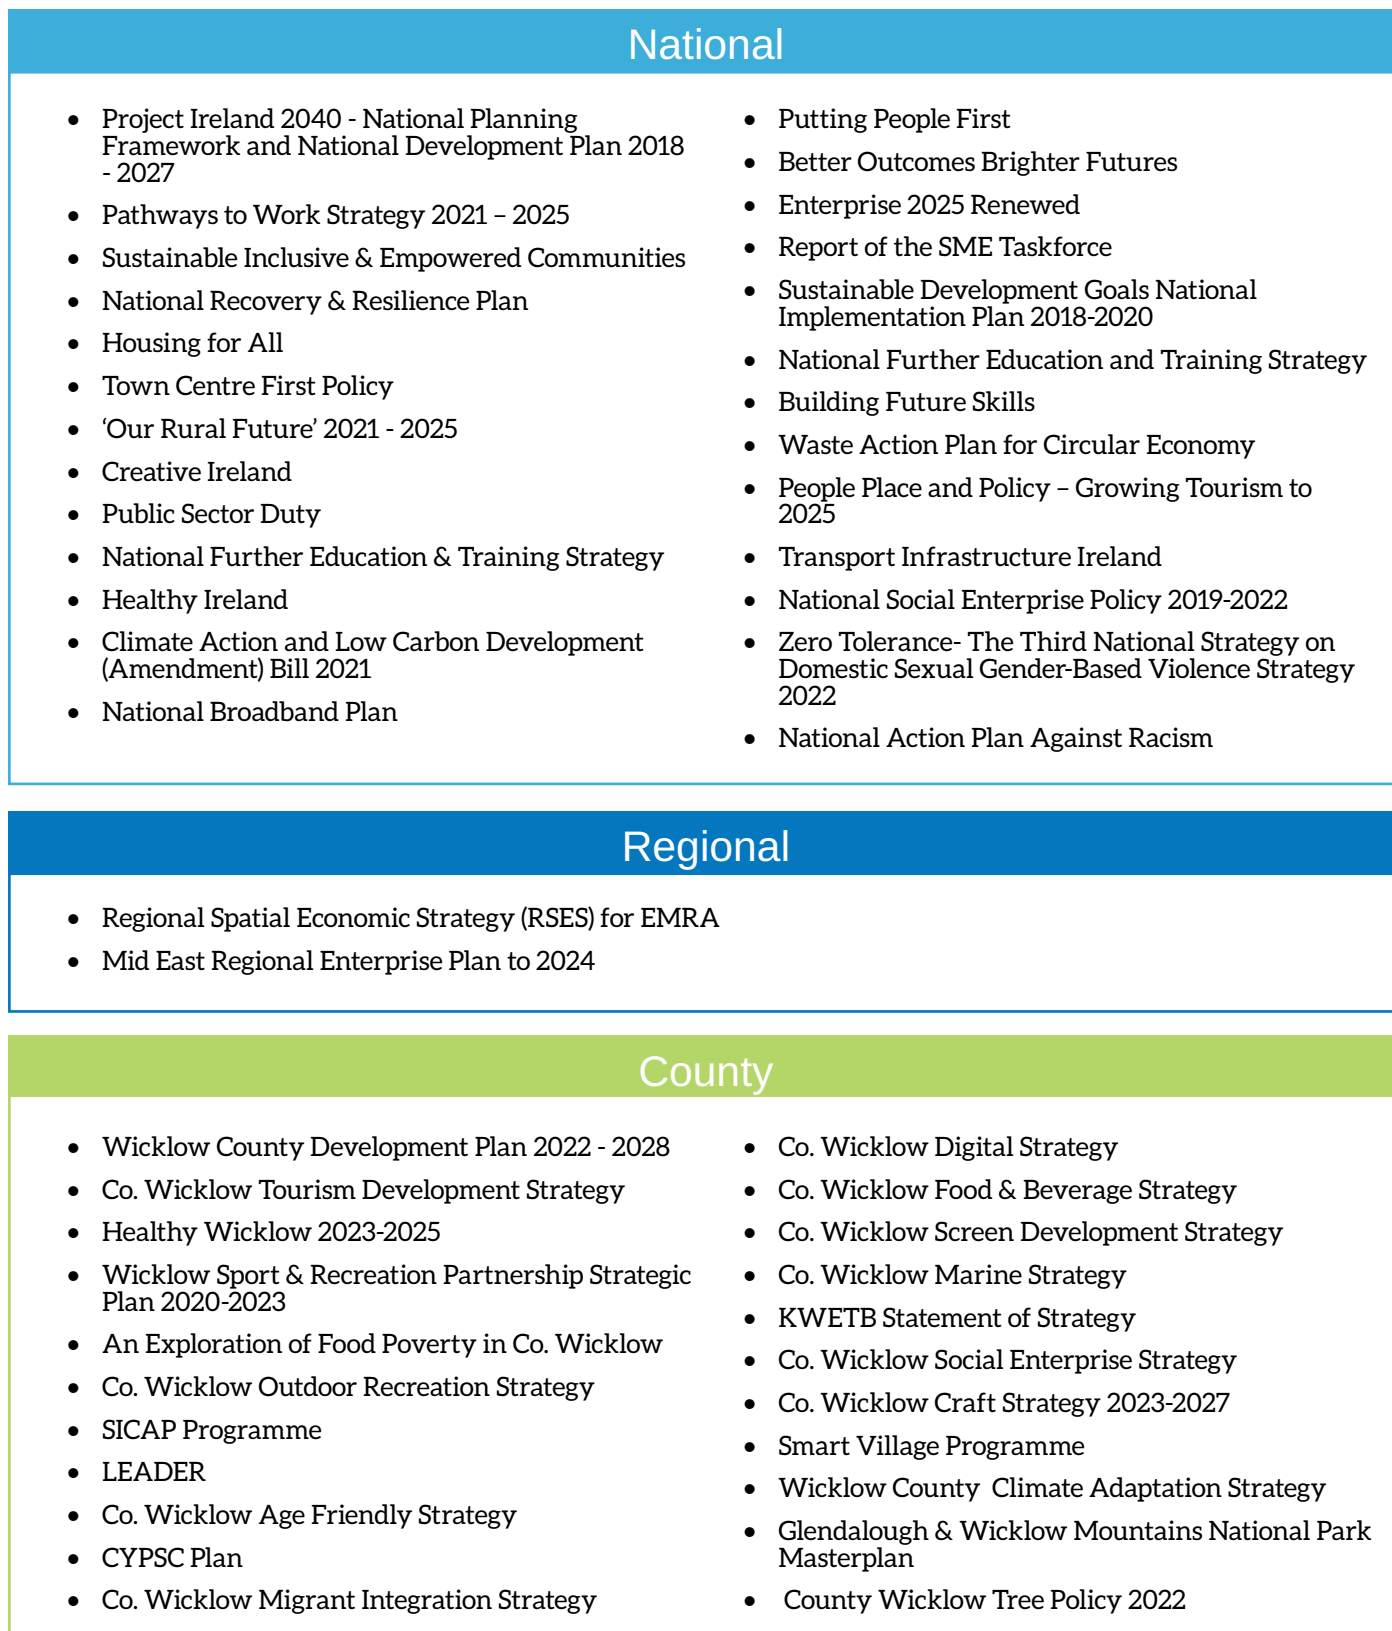 National
Project Ireland 2040 - National Planning
Framework and National Development Plan 2018
- 2027
Pathways to Work Strategy 2021 – 2025
Sustainable Inclusive & Empowered Communities
National Recovery & Resilience Plan
Housing for All
Town Centre First Policy
‘Our Rural Future’ 2021 - 2025
Creative Ireland
Public Sector Duty
National Further Education & Training Strategy
Healthy Ireland
Climate Action and Low Carbon Development
(Amendment) Bill 2021
National Broadband Plan
Putting People First
Better Outcomes Brighter Futures
Enterprise 2025 Renewed
Report of the SME Taskforce
Sustainable Development Goals National
Implementation Plan 2018-2020
National Further Education and Training Strategy
Building Future Skills
Waste Action Plan for Circular Economy
People Place and Policy – Growing Tourism to
2025
Transport Infrastructure Ireland
National Social Enterprise Policy 2019-2022
Zero Tolerance- The Third National Strategy on
Domestic Sexual Gender-Based Violence Strategy
2022
National Action Plan Against Racism
Regional
Regional Spatial Economic Strategy (RSES) for EMRA
Mid East Regional Enterprise Plan to 2024
County
Wicklow County Development Plan 2022 - 2028
Co. Wicklow Tourism Development Strategy
Healthy Wicklow 2023-2025
Wicklow Sport & Recreation Partnership Strategic
Plan 2020-2023
An Exploration of Food Poverty in Co. Wicklow
Co. Wicklow Outdoor Recreation Strategy
SICAP Programme
LEADER
Co. Wicklow Age Friendly Strategy
CYPSC Plan
Co. Wicklow Migrant Integration Strategy
Co. Wicklow Digital Strategy
Co. Wicklow Food & Beverage Strategy
Co. Wicklow Screen Development Strategy
Co. Wicklow Marine Strategy
KWETB Statement of Strategy
Co. Wicklow Social Enterprise Strategy
Co. Wicklow Craft Strategy 2023-2027
Smart Village Programme
Wicklow County  Climate Adaptation Strategy
Glendalough & Wicklow Mountains National Park
Masterplan
County Wicklow Tree Policy 2022